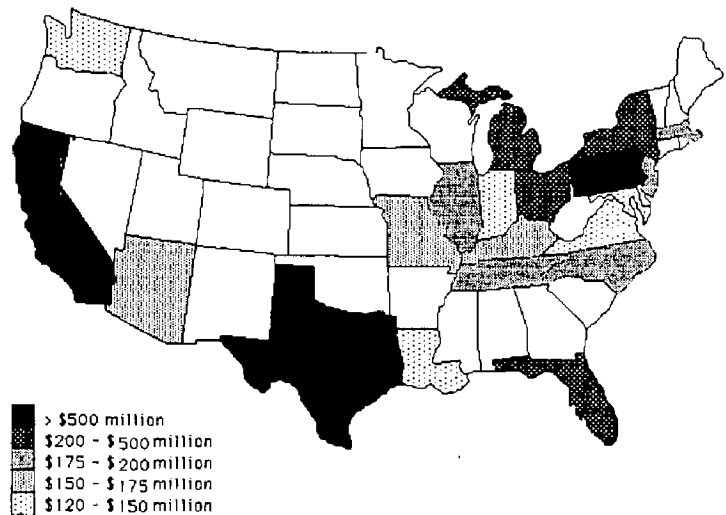 > $500 million
$200 - $500 million
$175 - $200 million
$150 - $175 million
$120 - $150 million